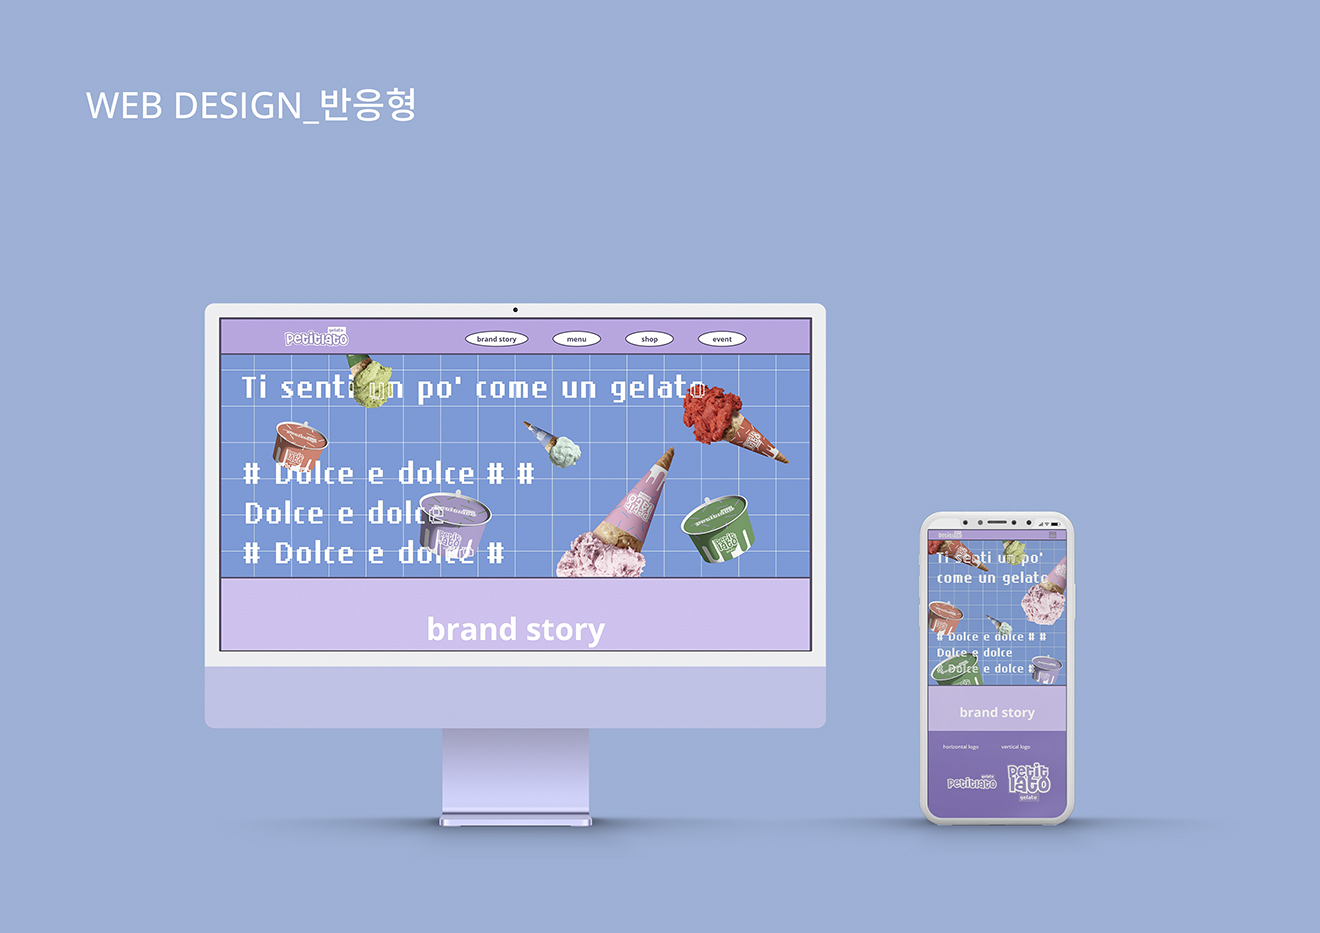 WEB DESIGN_반응형
gelato
petitlato
brand story
menu
shop
event
Ti senti un po' come un gelato
# Dolce e dolce # #
Dolce e dolce
# Dolce e dolce #
brand story
Ti senti un po'
come un gelato
# Dolce e dolce # #
Dolce e dolce
# Dolce e dolce #
brand story
horizontal logo
vertical logo
gelato
petitlato
petit
lato
gelato